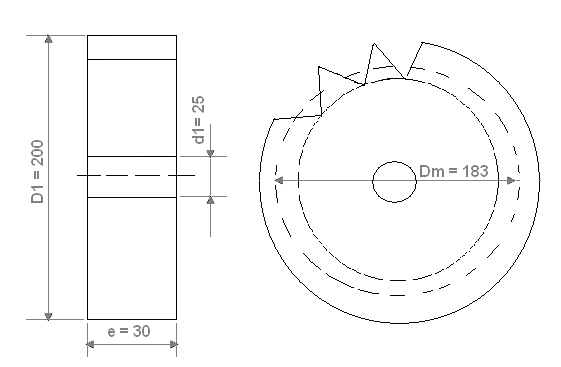 D1 = 200
d1= 25
Dm = 183
e = 30